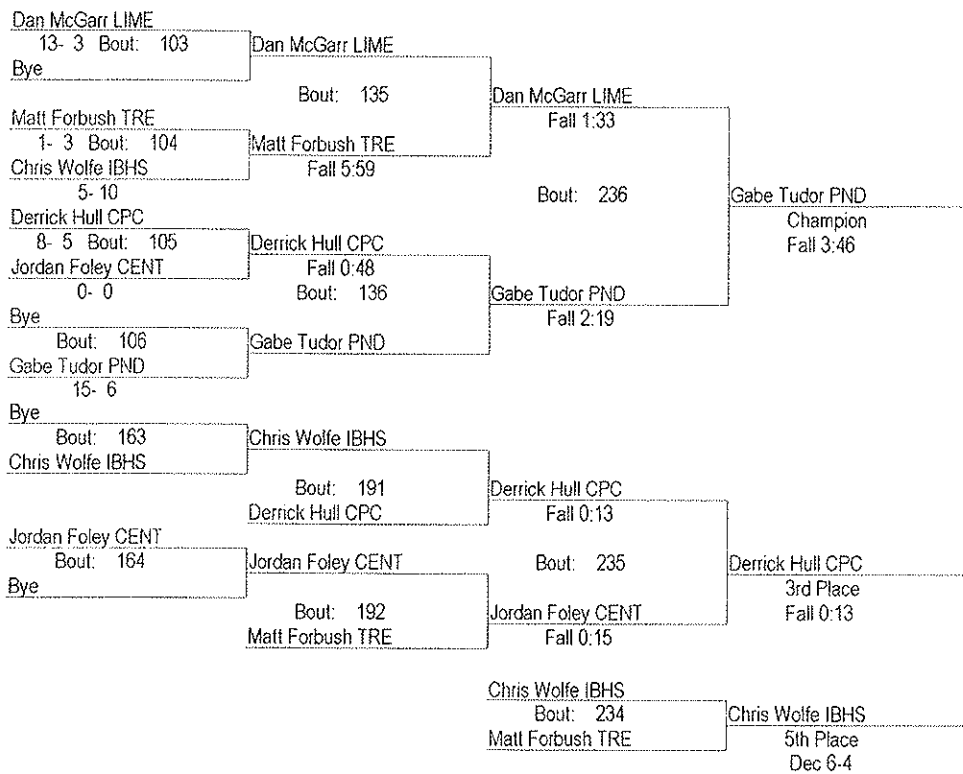 Dan McGarr LIME
13- 3 Bout: 103
Bye
Dan McGarr LIME
Bout: 135
Matt Forbush TRE
1- 3 Bout: 104
Chris Wolfe IBHS
5- 10
Matt Forbush TRE
Fall 5:59
Dan McGarr LIME
Fall 1:33
Bout: 236
Derrick Hull CPC
8- 5 Bout: 105
Jordan Foley CENT
0- 0
Derrick Hull CPC
Fall 0:48
Bout: 136
Bye
Bout: 106
Gabe Tudor PND
15- 6
Gabe Tudor PND
Gabe Tudor PND
Fall 2:19
Gabe Tudor PND
Champion
Fall 3:46
Bye
Bout: 163
Chris Wolfe IBHS
Chris Wolfe IBHS
Bout: 191
Derrick Hull CPC
Derrick Hull CPC
Fall 0:13
Bout: 235
Jordan Foley CENT
Bout: 164
Bye
Jordan Foley CENT
Bout: 192
Matt Forbush TRE
Jordan Foley CENT
Fall 0:15
Derrick Hull CPC
3rd Place
Fall 0:13
Chris Wolfe IBHS
Bout: 234
Matt Forbush TRE
Chris Wolfe IBHS
5th Place
Dec 6-4